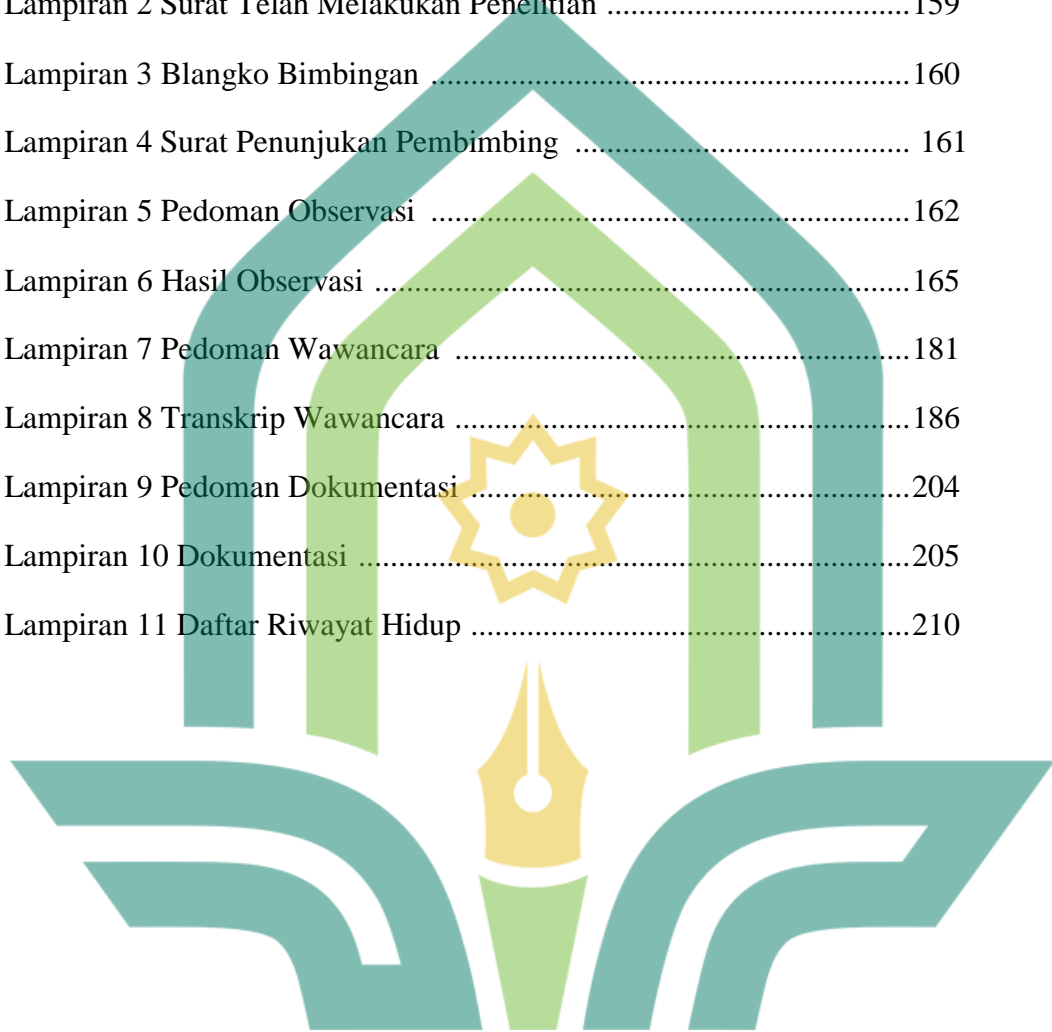 Lampiran 2 Surat Telah Melakukan Penelitian ......................................159
Lampiran 3 Blangko Bimbingan ............................................................160
Lampiran 4 Surat Penunjukan Pembimbing .......................................... 161
Lampiran 5 Pedoman Observasi ............................................................162
Lampiran 6 Hasil Observasi ...................................................................165
Lampiran 7 Pedoman Wawancara .........................................................181
Lampiran 8 Transkrip Wawancara .........................................................186
Lampiran 9 Pedoman Dokumentasi ........................................................204
Lampiran 10 Dokumentasi .....................................................................205
Lampiran 11 Daftar Riwayat Hidup .......................................................210